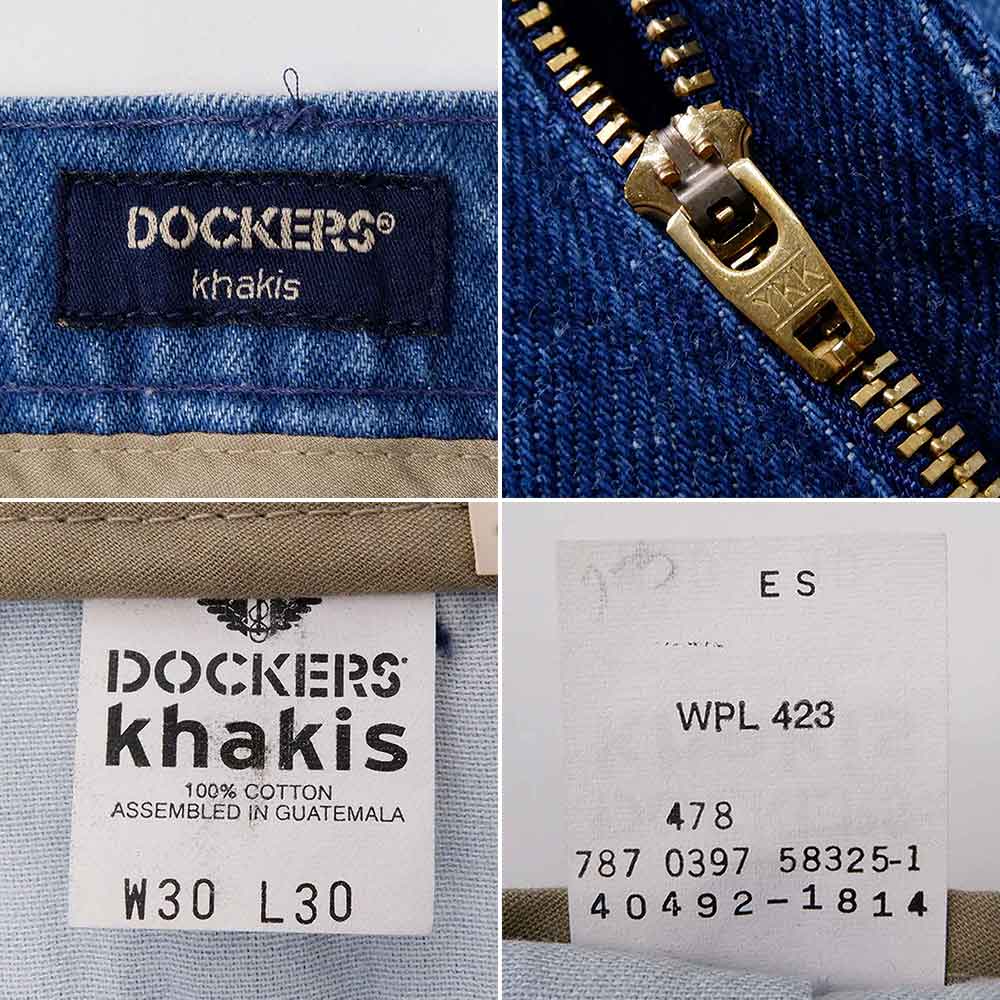 DOCKERS®
khakis
YKK
DOCKERS
khakis
100% COTTON
ASSEMBLED IN GUATEMALA
W30 L30
E S
WPL 423
478
787 0397 58325-1
40492-1814